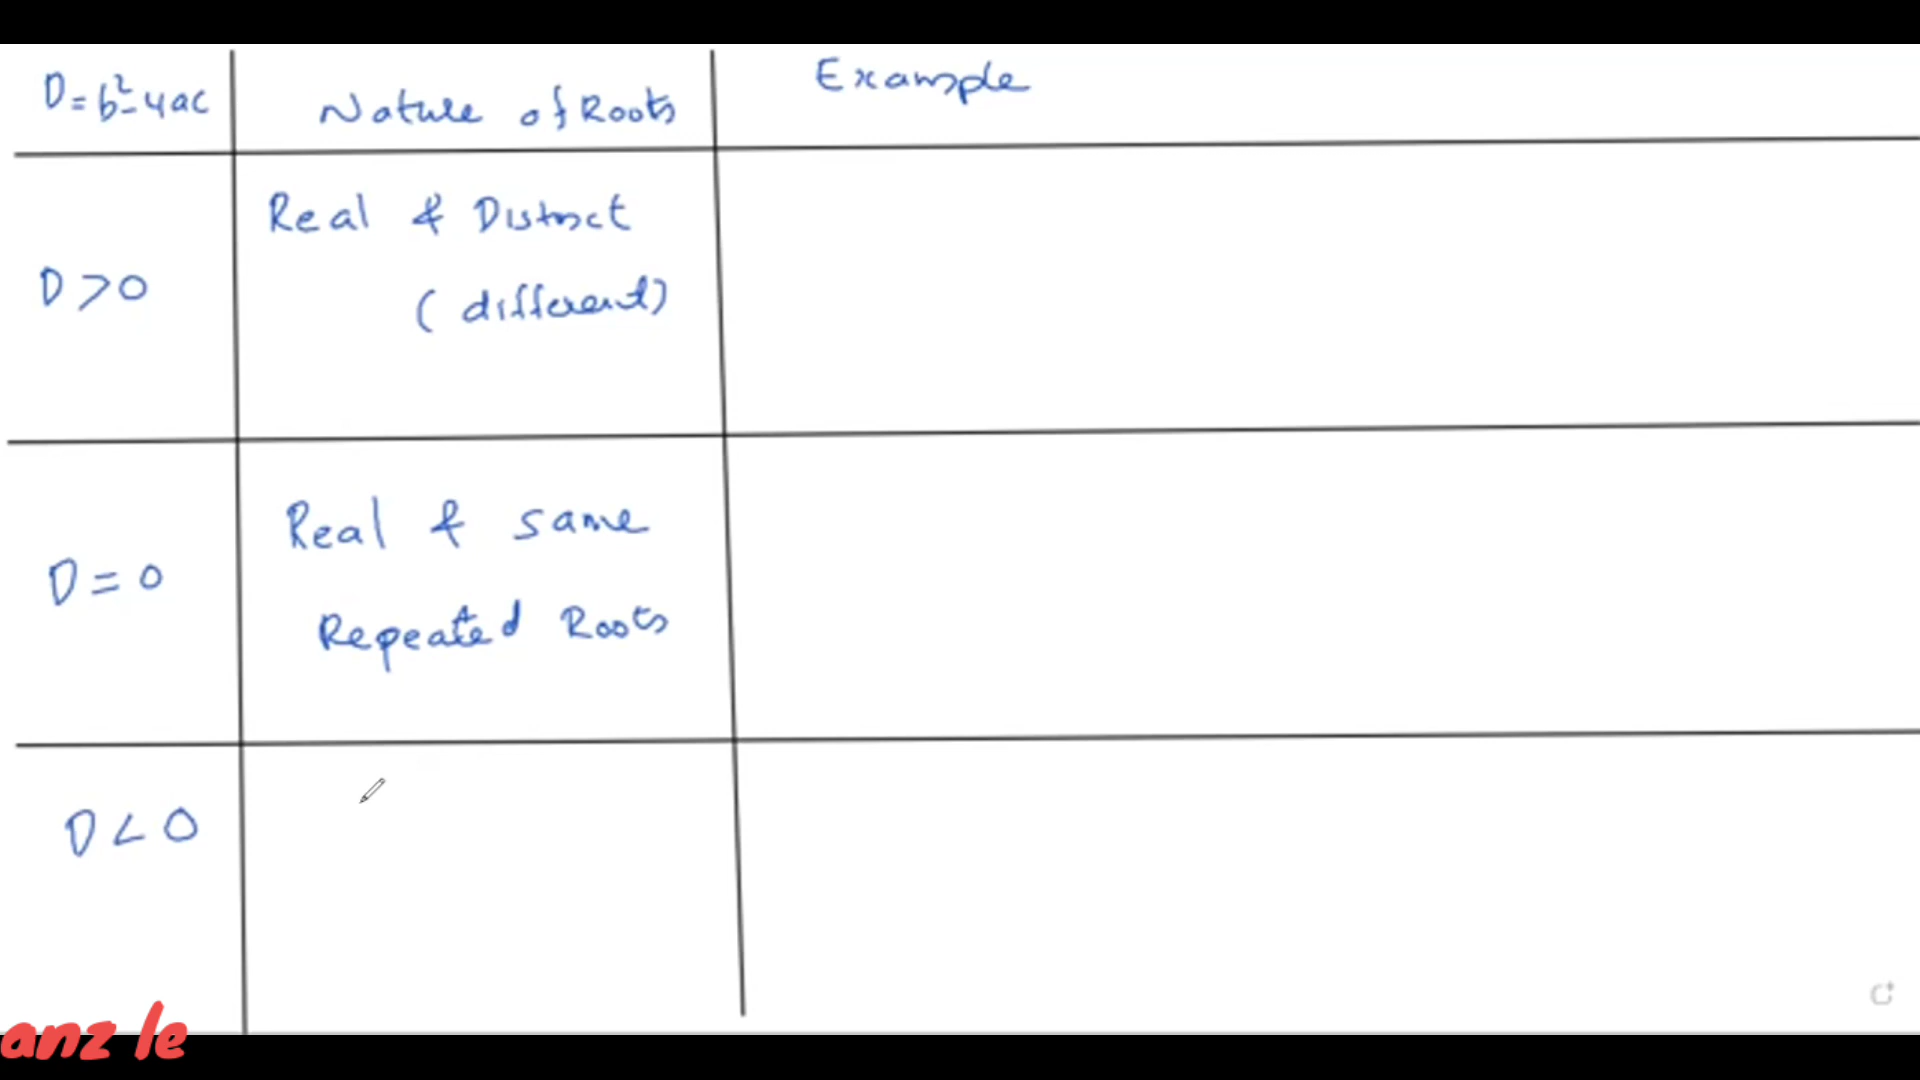 D = b² - 4ac
Nature of Roots
Example
D > 0
Real & Distinct
(different)
D = 0
Real & same
Repeated Roots
D < 0
anz le